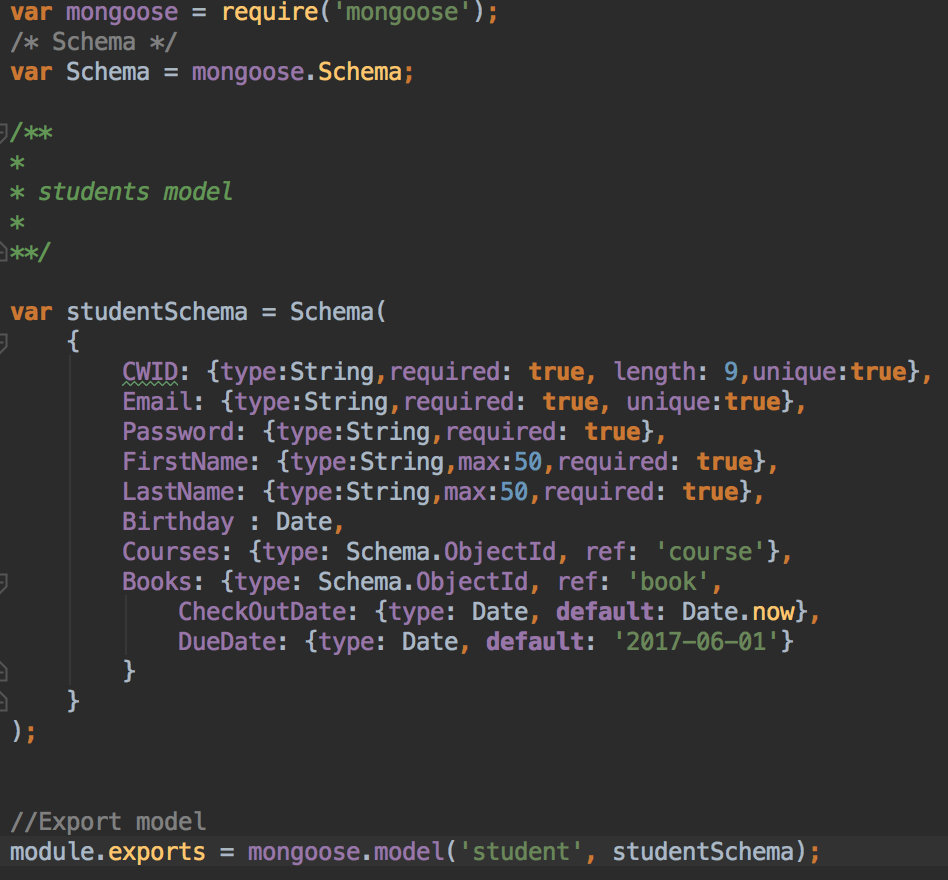 var mongoose = require('mongoose');
/* Schema */
var Schema = mongoose.Schema;
/**
*
* students model
*
**/
var studentSchema = Schema(
{
CWID: {type:String,required: true, length: 9,unique:true},
Email: {type:String,required: true, unique:true},
Password: {type:String,required: true},
FirstName: {type:String,max:50,required: true},
LastName: {type:String,max:50,required: true},
Birthday : Date,
Courses: {type: Schema.ObjectId, ref: 'course'},
Books: {type: Schema.ObjectId, ref: 'book',
CheckOutDate: {type: Date, default: Date.now},
DueDate: {type: Date, default: '2017-06-01'}
}
}
);
//Export model
module.exports = mongoose.model('student', studentSchema);